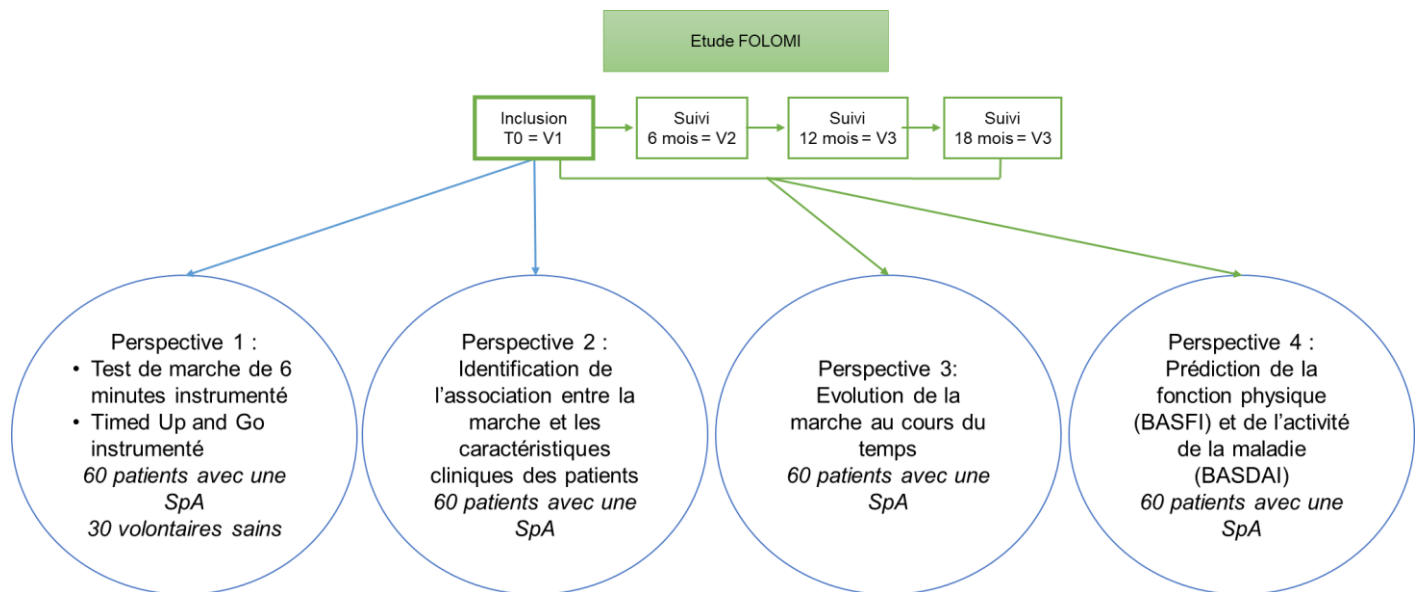 Etude FOLOMI
Inclusion
T0 = V1
Suivi
6 mois = V2
Suivi
12 mois = V3
Suivi
18 mois = V3
Perspective 1 :
• Test de marche de 6
minutes instrumenté
• Timed Up and Go
instrumenté
60 patients avec une
SpA
30 volontaires sains
Perspective 2 :
Identification de
l'association entre la
marche et les
caractéristiques
cliniques des patients
60 patients avec une
SpA
Perspective 3:
Evolution de la
marche au cours du
temps
60 patients avec une
SpA
Perspective 4 :
Prédiction de la
fonction physique
(BASFI) et de l'activité
de la maladie
(BASDAI)
60 patients avec une
SpA